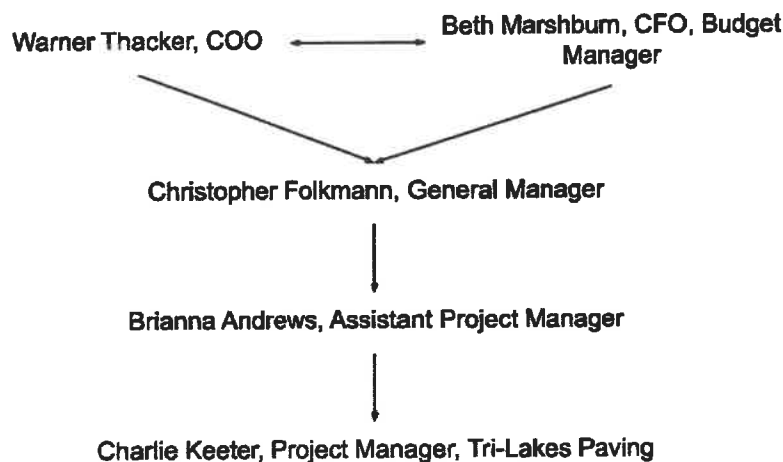 Warner Thacker, COO
Beth Marshburn, CFO, Budget
Manager
Christopher Folkmann, General Manager
Brianna Andrews, Assistant Project Manager
Charlie Keeter, Project Manager, Tri-Lakes Paving